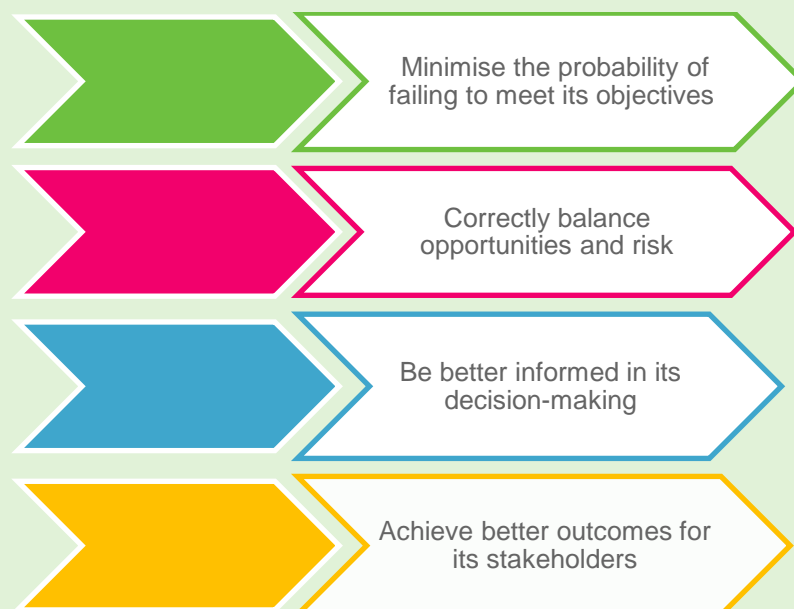 Minimise the probability of
failing to meet its objectives
Correctly balance
opportunities and risk
Be better informed in its
decision-making
Achieve better outcomes for
its stakeholders